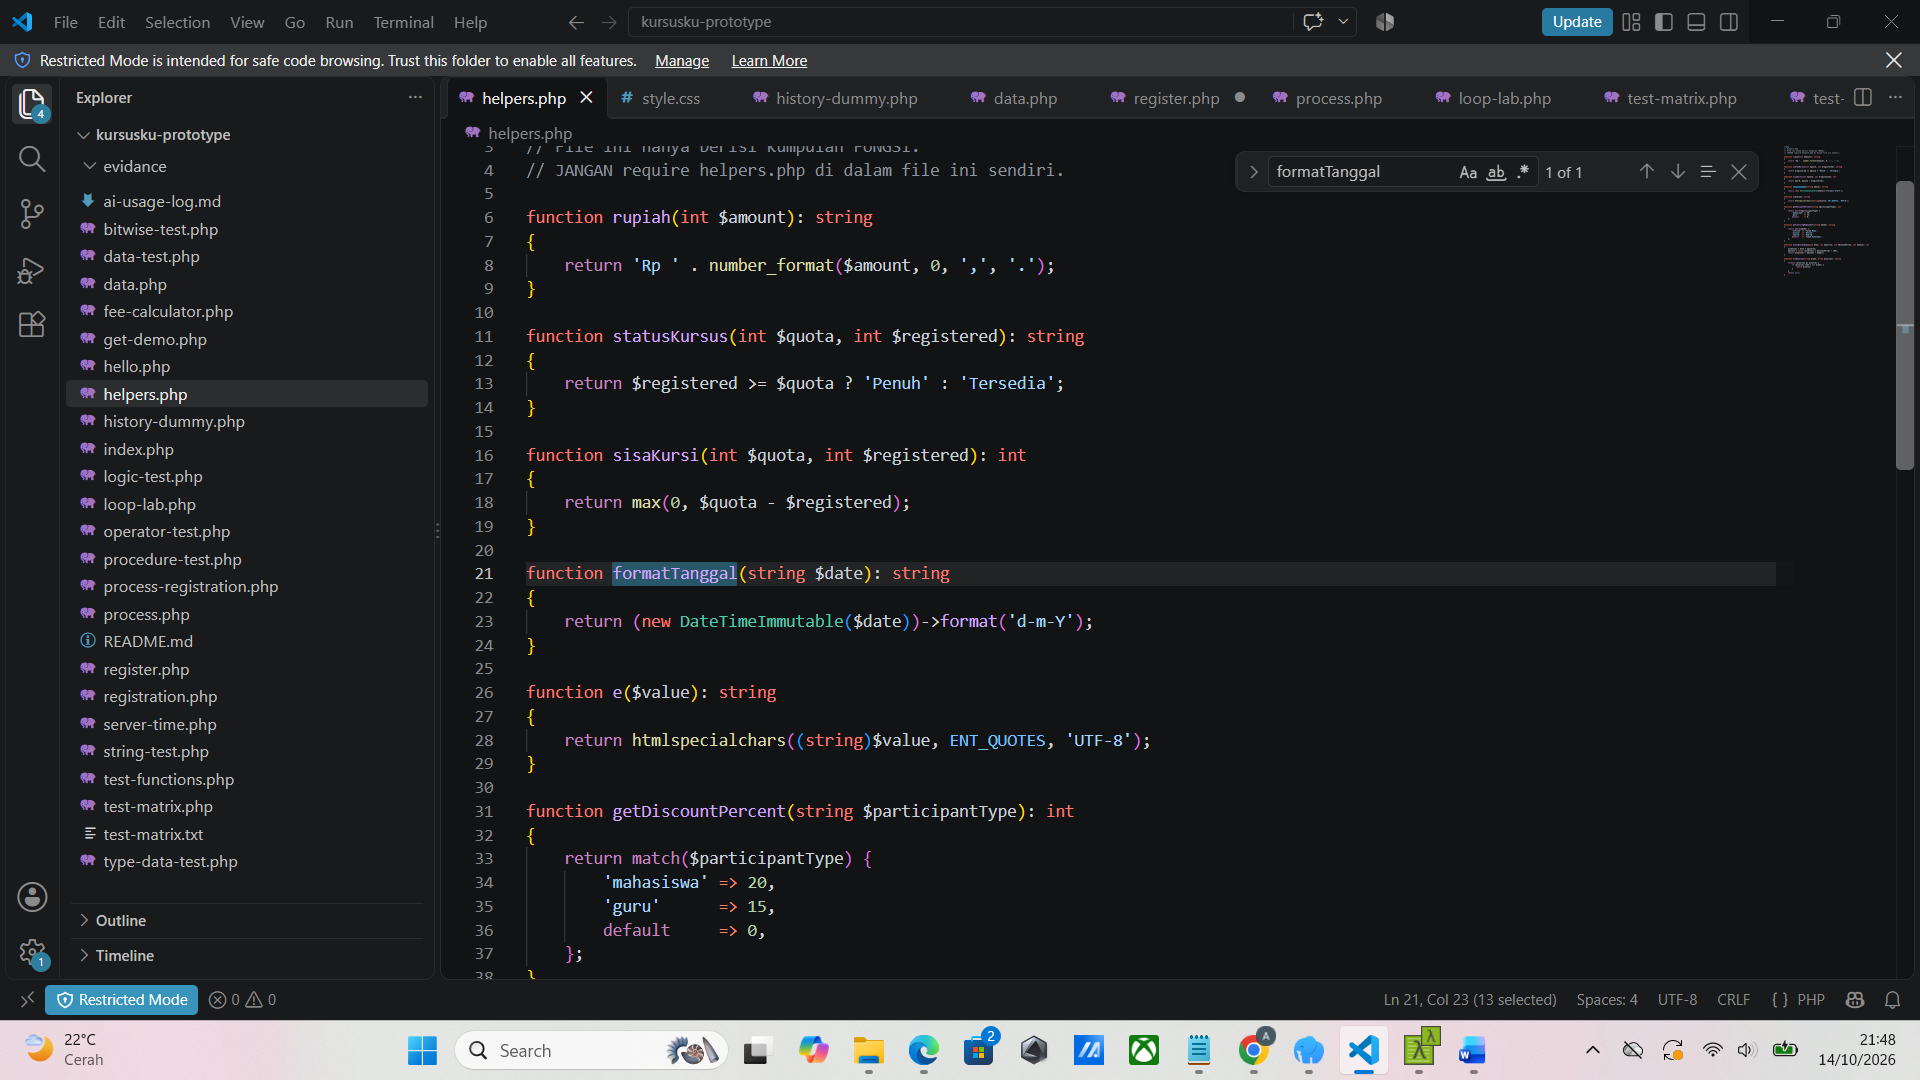 File Edit Selection View Go Run Terminal Help
kursusku-prototype
Update
Restricted Mode is intended for safe code browsing. Trust this folder to enable all features. Manage Learn More
Explorer
helpers.php
style.css
history-dummy.php
data.php
register.php
process.php
loop-lab.php
test-matrix.php
test-
4
kursusku-prototype
evidance
ai-usage-log.md
bitwise-test.php
data-test.php
data.php
fee-calculator.php
get-demo.php
hello.php
helpers.php
history-dummy.php
index.php
logic-test.php
loop-lab.php
operator-test.php
procedure-test.php
process-registration.php
process.php
README.md
register.php
registration.php
server-time.php
string-test.php
test-functions.php
test-matrix.php
test-matrix.txt
type-data-test.php
Outline
Timeline
1
helpers.php
formatTanggal Aa ab .* 1 of 1
3 // File ini hanya berisi kumpulan FUNGSI.
4 // JANGAN require helpers.php di dalam file ini sendiri.
5
6 function rupiah(int $amount): string
7 {
8 return 'Rp ' . number_format($amount, 0, ',', '.');
9 }
10
11 function statusKursus(int $quota, int $registered): string
12 {
13 return $registered >= $quota ? 'Penuh' : 'Tersedia';
14 }
15
16 function sisaKursi(int $quota, int $registered): int
17 {
18 return max(0, $quota - $registered);
19 }
20
21 function formatTanggal(string $date): string
22 {
23 return (new DateTimeImmutable($date))->format('d-m-Y');
24 }
25
26 function e($value): string
27 {
28 return htmlspecialchars((string)$value, ENT_QUOTES, 'UTF-8');
29 }
30
31 function getDiscountPercent(string $participantType): int
32 {
33 return match($participantType) {
34 'mahasiswa' => 20,
35 'guru' => 15,
36 default => 0,
37 };
38 }
Restricted Mode 0 0
Ln 21, Col 23 (13 selected) Spaces: 4 UTF-8 CRLF { } PHP
22°C
Cerah
Search
2
A
21:48
14/10/2026